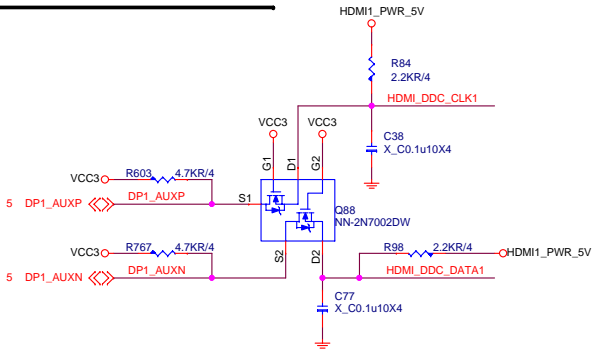 HDMI1_PWR_5V
R84
2.2KR/4
HDMI_DDC_CLK1
VCC3
VCC3
C38
X_C0.1u10X4
G1
D1
G2
VCC3
R603
4.7KR/4
5
DP1_AUXP
DP1_AUXP
S1
Q88
NN-2N7002DW
VCC3
R767
4.7KR/4
S2
D2
R98
2.2KR/4
HDMI1_PWR_5V
5
DP1_AUXN
DP1_AUXN
HDMI_DDC_DATA1
C77
X_C0.1u10X4